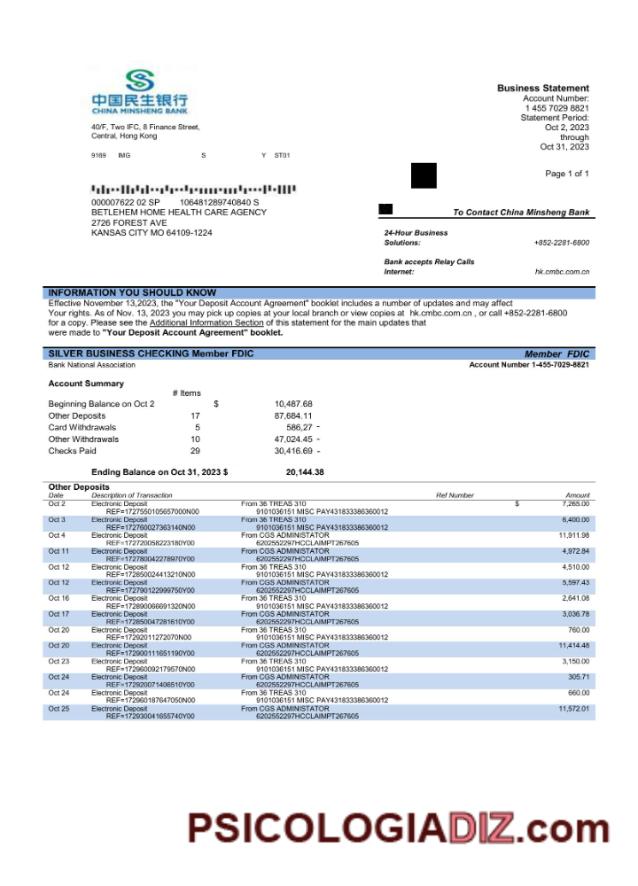 中国民生银行
CHINA MINSHENG BANK
40/F, Two IFC, 8 Finance Street,
Central, Hong Kong
9169 IMG S Y ST01
Business Statement
Account Number:
1 455 7029 8821
Statement Period:
Oct 2, 2023
through
Oct 31, 2023
Page 1 of 1
000007622 02 SP 106481289740840 S
BETLEHEM HOME HEALTH CARE AGENCY
2726 FOREST AVE
KANSAS CITY MO 64109-1224
To Contact China Minsheng Bank
24-Hour Business
Solutions: +852-2281-6800
Bank accepts Relay Calls
Internet: hk.cmbc.com.cn
INFORMATION YOU SHOULD KNOW
Effective November 13,2023, the "Your Deposit Account Agreement" booklet includes a number of updates and may affect
Your rights. As of Nov. 13, 2023 you may pick up copies at your local branch or view copies at hk.cmbc.com.cn , or call +852-2281-6800
for a copy. Please see the Additional Information Section of this statement for the main updates that
were made to "Your Deposit Account Agreement" booklet.
SILVER BUSINESS CHECKING Member FDIC Member FDIC
Bank National Association Account Number 1-455-7029-8821
Account Summary
# Items
Beginning Balance on Oct 2 $ 10,487.68
Other Deposits 17 87,684.11
Card Withdrawals 5 586,27 -
Other Withdrawals 10 47,024.45 -
Checks Paid 29 30,416.69 -
Ending Balance on Oct 31, 2023 $ 20,144.38
Other Deposits
Date Description of Transaction Ref Number Amount
Oct 2 Electronic Deposit From 36 TREAS 310 $ 7,265.00
REF=1727550105657000N00 9101036151 MISC PAY431833386360012
Oct 3 Electronic Deposit From 36 TREAS 310 6,400.00
REF=172760027363140N00 9101036151 MISC PAY431833386360012
Oct 4 Electronic Deposit From CGS ADMINISTATOR 11,911.98
REF=172720058223180Y00 6202552297HCCLAIMPT267605
Oct 11 Electronic Deposit From CGS ADMINISTATOR 4,972.84
REF=172780042278970Y00 6202552297HCCLAIMPT267605
Oct 12 Electronic Deposit From 36 TREAS 310 4,510.00
REF=172850024413210N00 9101036151 MISC PAY431833386360012
Oct 12 Electronic Deposit From CGS ADMINISTATOR 5,597.43
REF=172790122999750Y00 6202552297HCCLAIMPT267605
Oct 16 Electronic Deposit From 36 TREAS 310 2,641.08
REF=172890066691320N00 9101036151 MISC PAY431833386360012
Oct 17 Electronic Deposit From CGS ADMINISTATOR 3,036.78
REF=172850047281610Y00 6202552297HCCLAIMPT267605
Oct 20 Electronic Deposit From 36 TREAS 310 760.00
REF=17292011272070N00 9101036151 MISC PAY431833386360012
Oct 20 Electronic Deposit From CGS ADMINISTATOR 11,414.48
REF=172900111651190Y00 6202552297HCCLAIMPT267605
Oct 23 Electronic Deposit From 36 TREAS 310 3,150.00
REF=172960092179570N00 9101036151 MISC PAY431833386360012
Oct 24 Electronic Deposit From CGS ADMINISTATOR 305.71
REF=172920071408510Y00 6202552297HCCLAIMPT267605
Oct 24 Electronic Deposit From 36 TREAS 310 660.00
REF=172960187647050N00 9101036151 MISC PAY431833386360012
Oct 25 Electronic Deposit From CGS ADMINISTATOR 11,572.01
REF=172930041655740Y00 6202552297HCCLAIMPT267605
PSICOLOGIADIZ.com